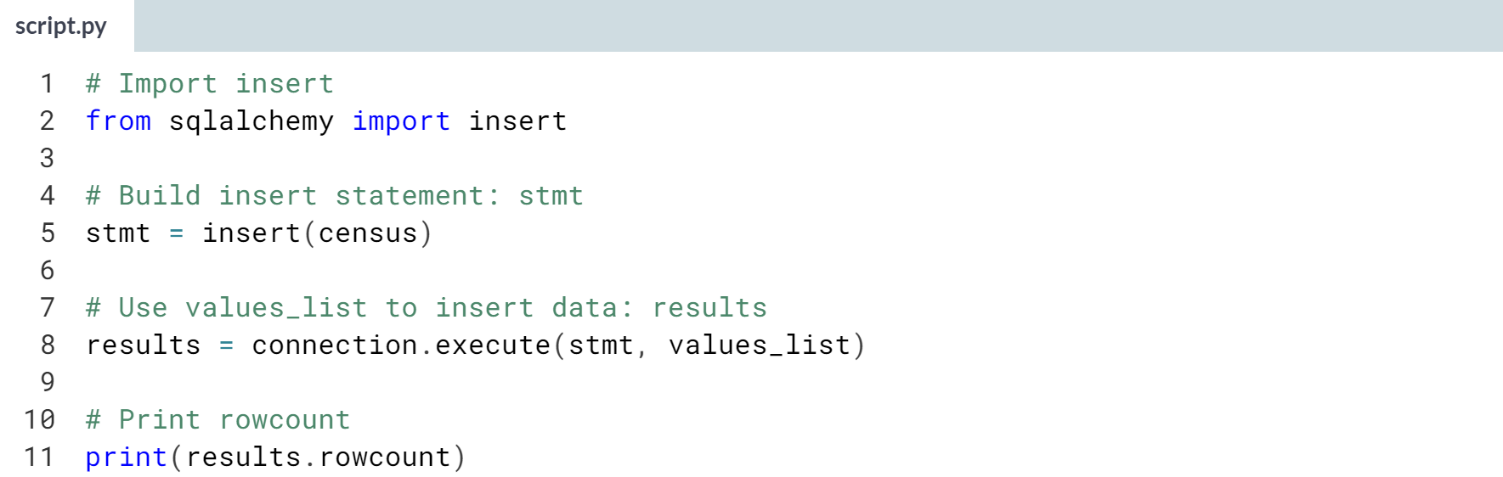 script.py
1 # Import insert
2 from sqlalchemy import insert
3
4 # Build insert statement: stmt
5 stmt = insert(census)
6
7 # Use values_list to insert data: results
8 results = connection.execute(stmt, values_list)
9
10 # Print rowcount
11 print(results.rowcount)